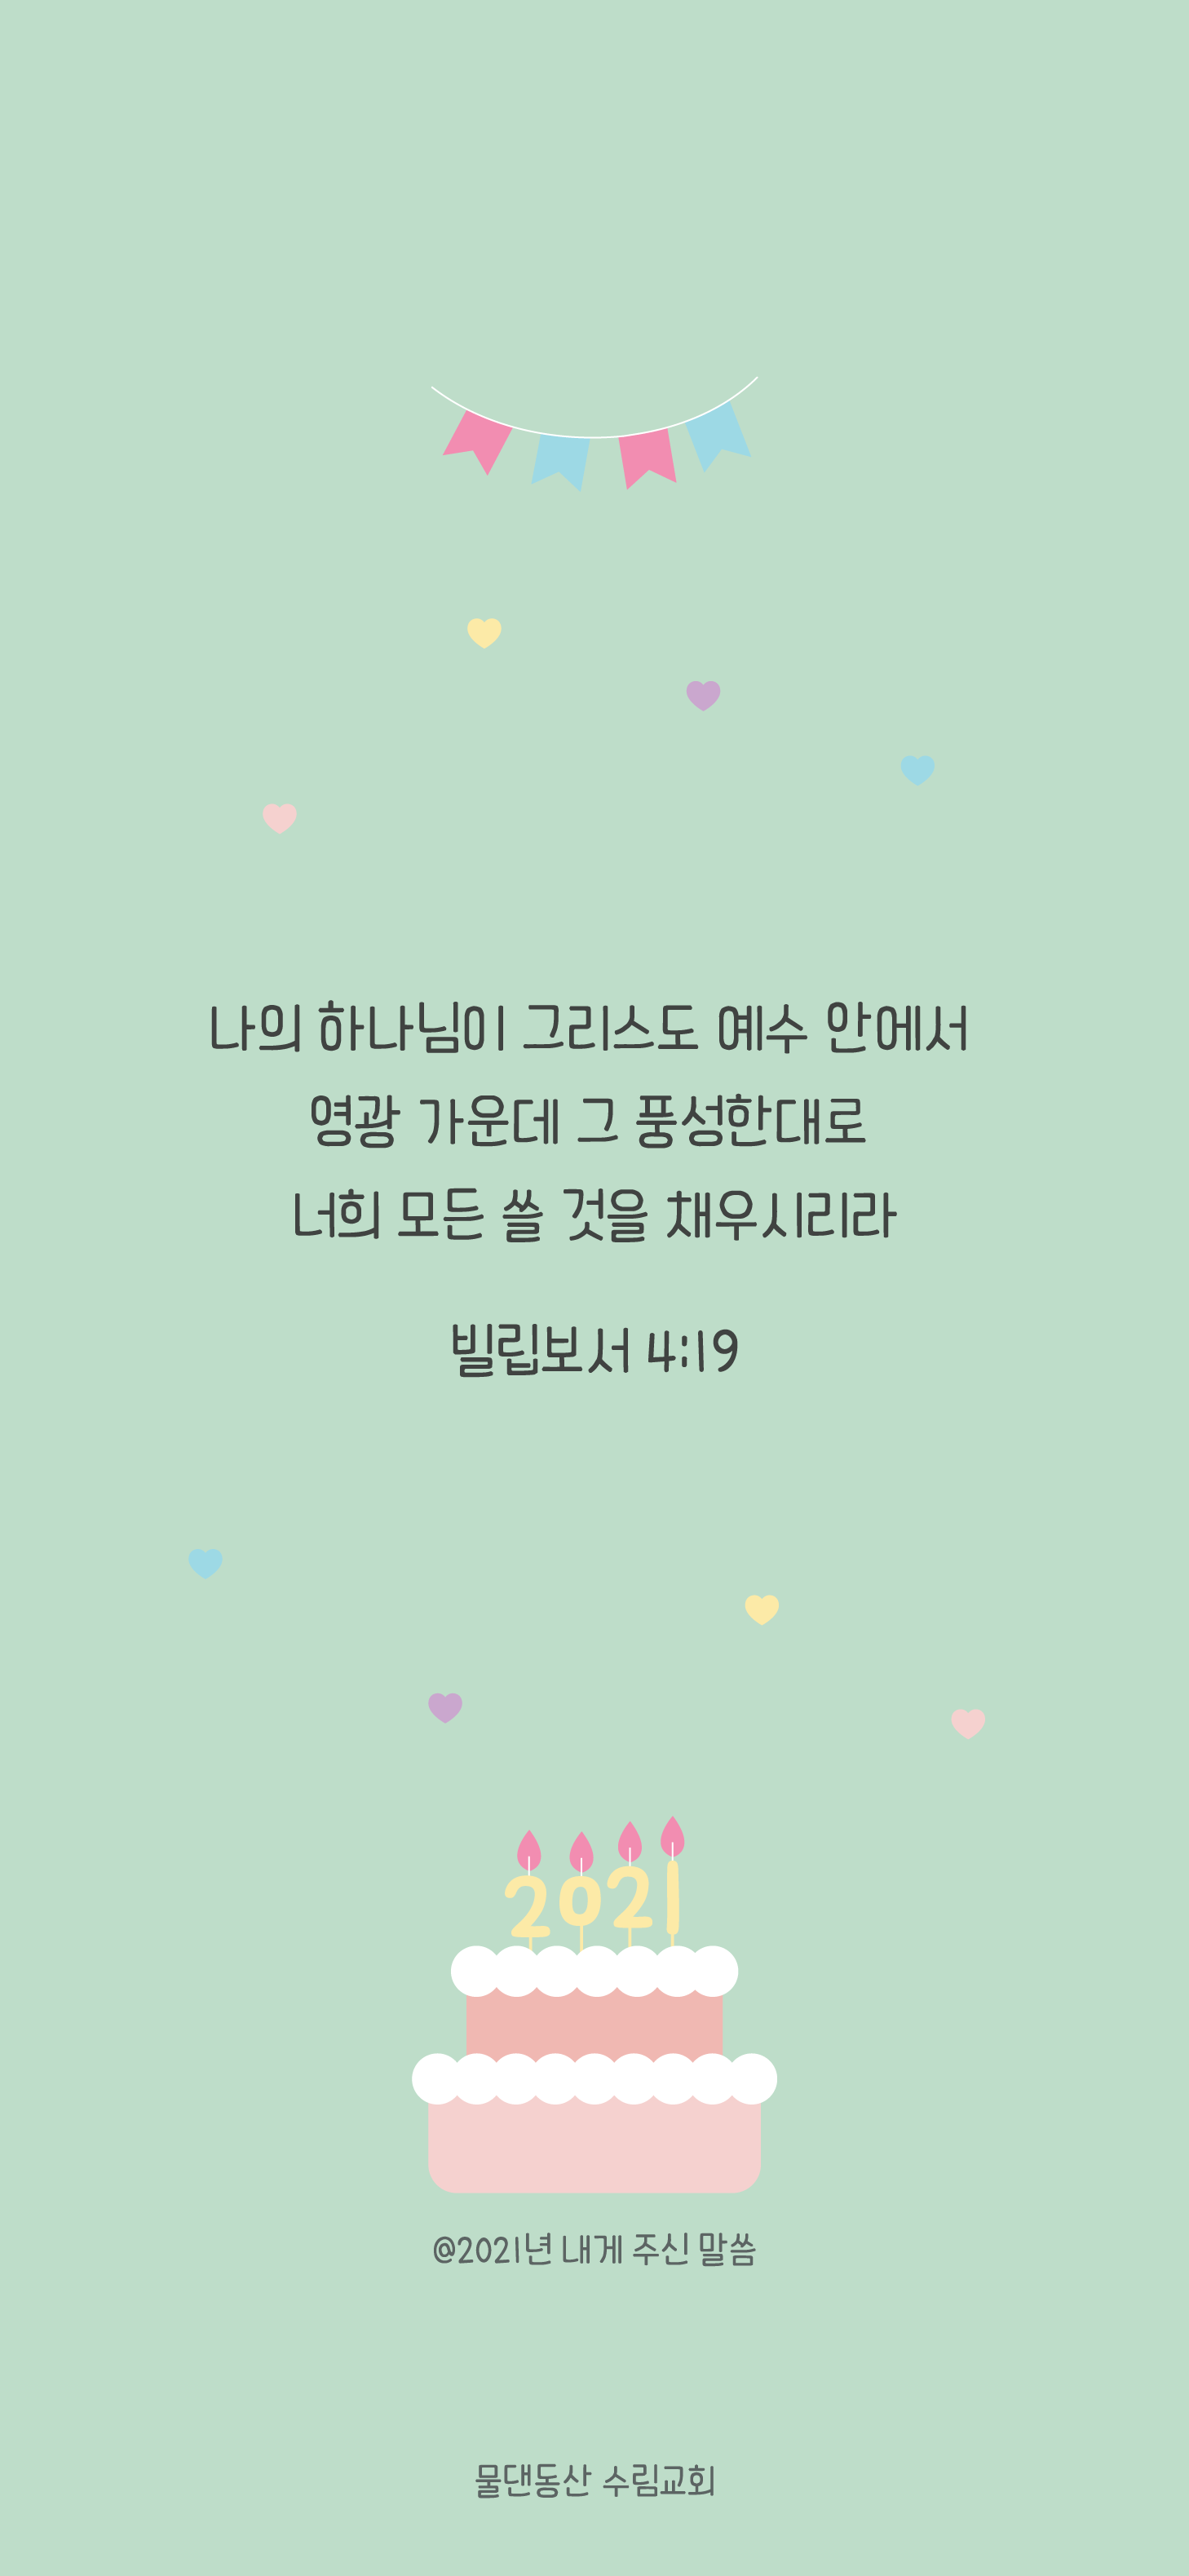 나의 하나님이 그리스도 예수 안에서
영광 가운데 그 풍성한대로
너희 모든 쓸 것을 채우시리라
빌립보서 4:19
2021
@2021년 내게 주신 말씀
물댄동산 수림교회